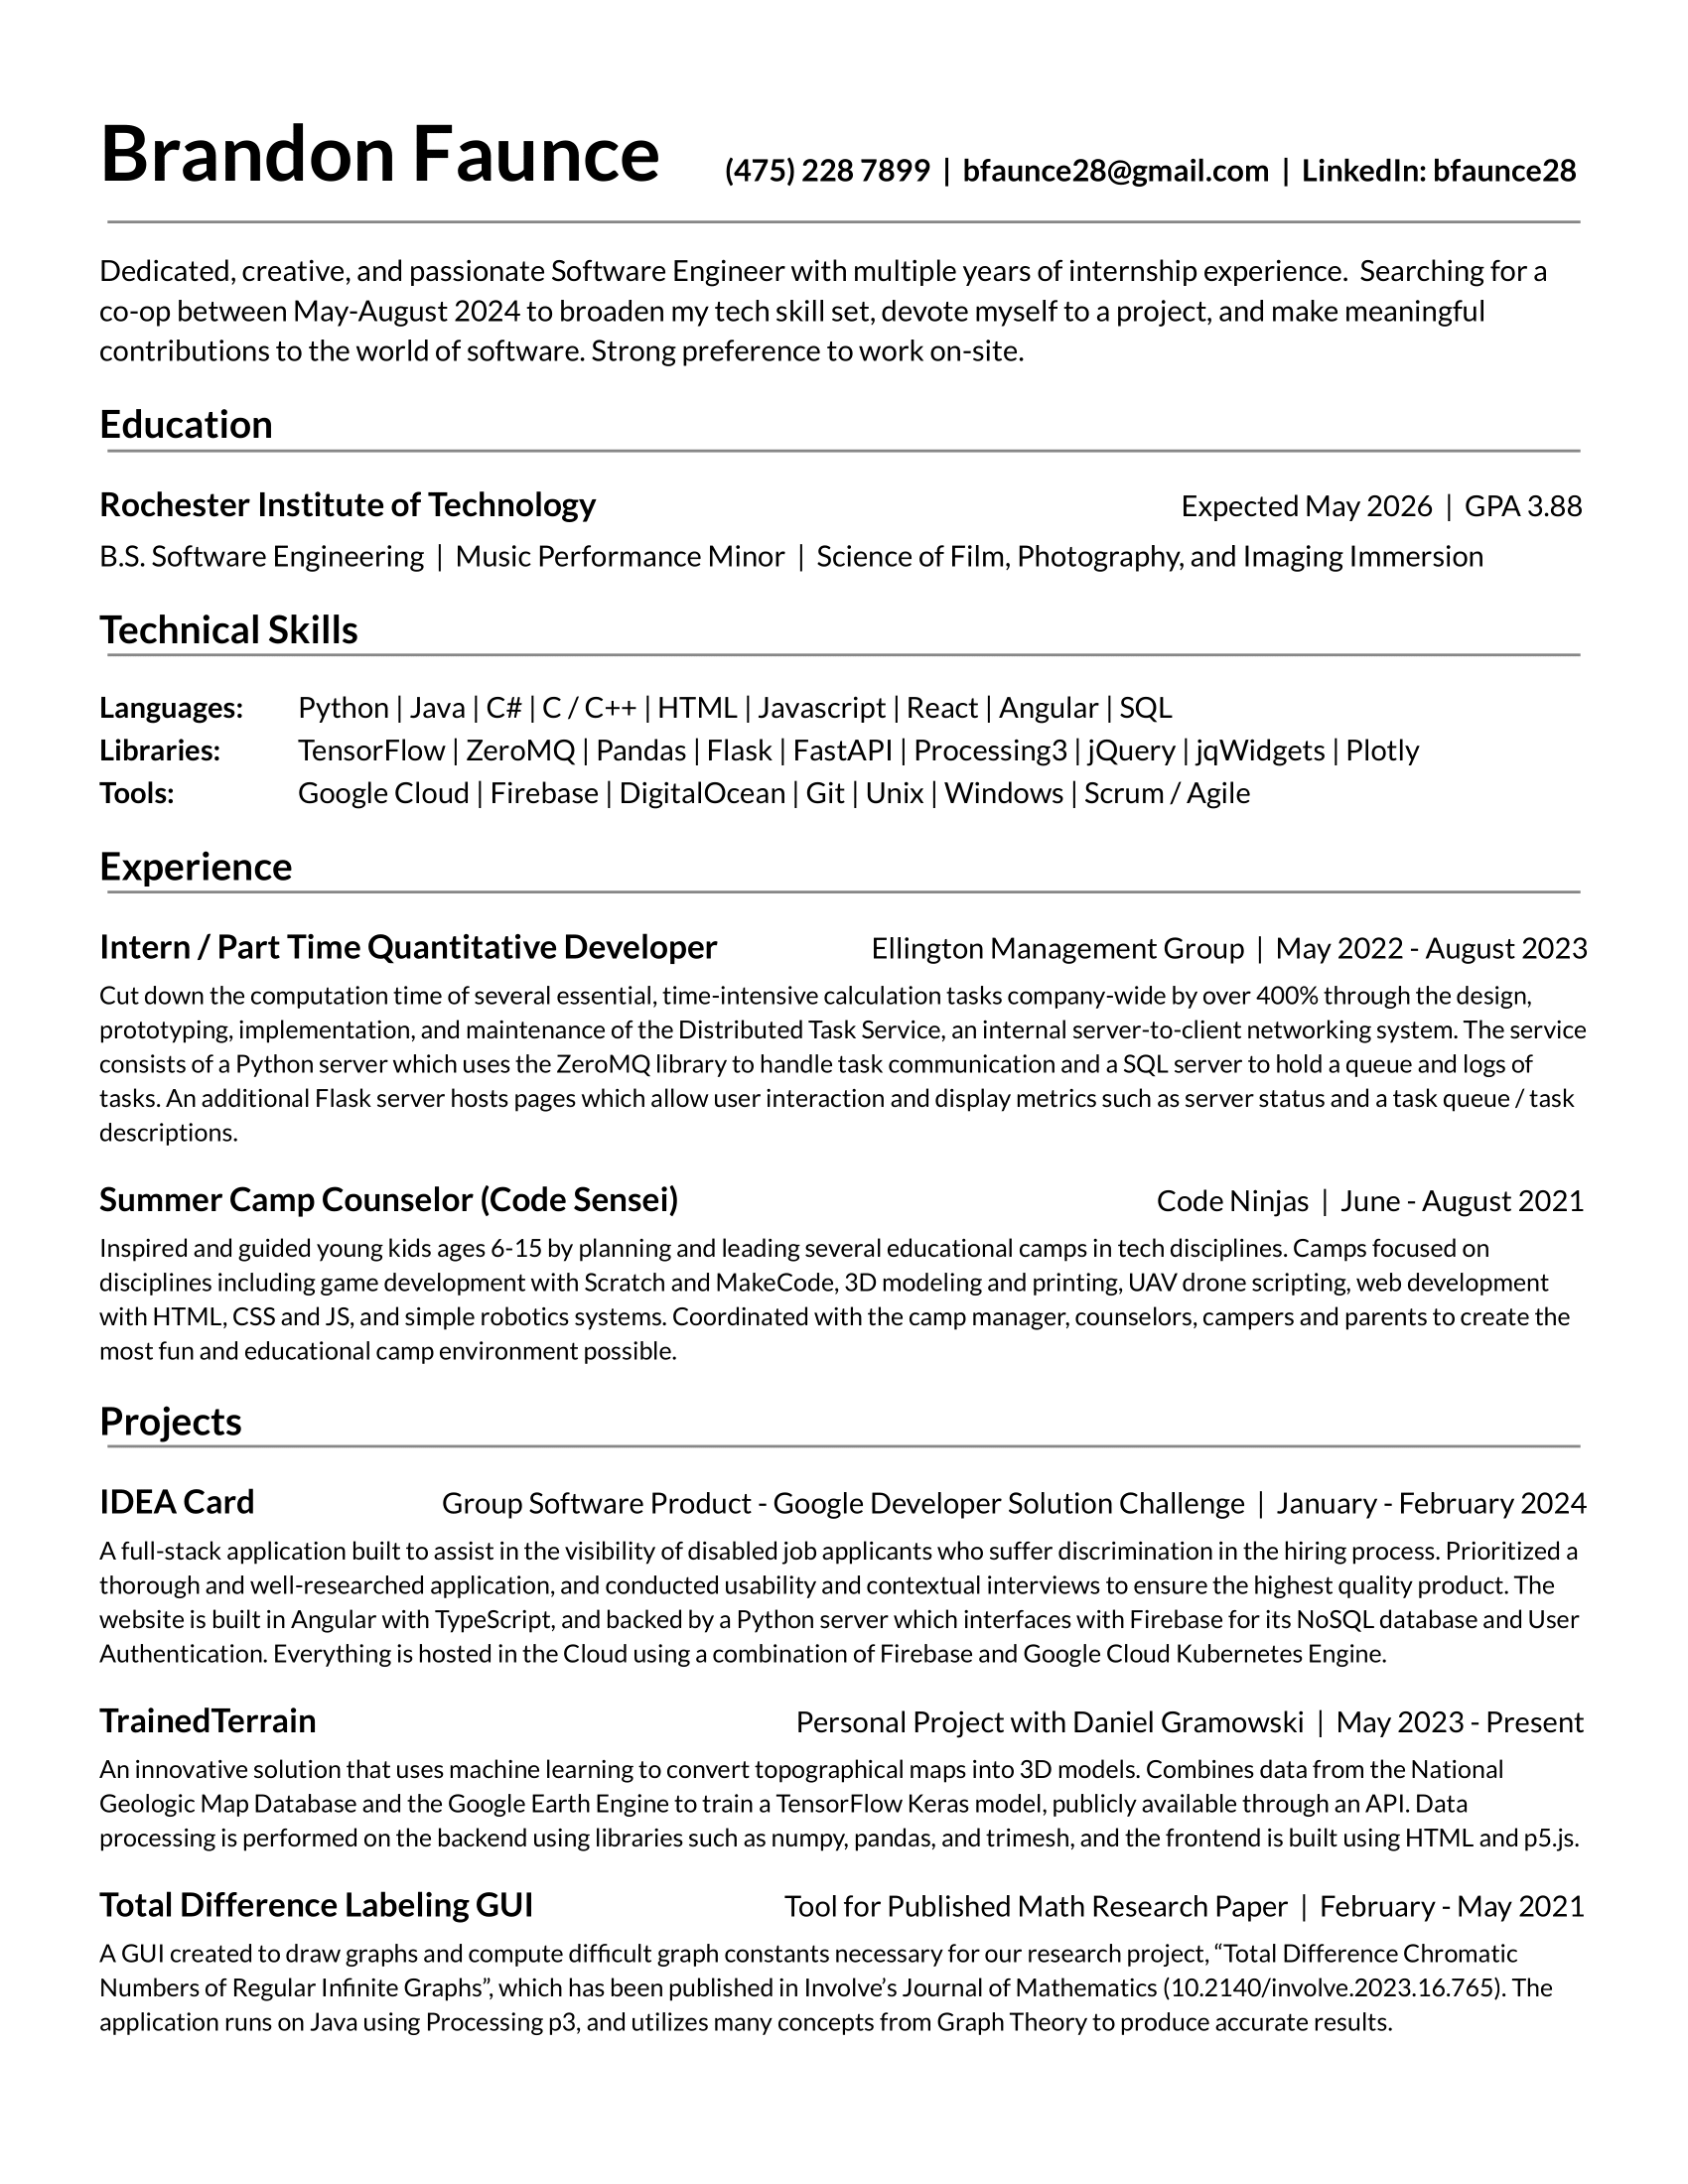 Brandon Faunce (475) 228 7899 | bfaunce28@gmail.com | LinkedIn: bfaunce28
Dedicated, creative, and passionate Software Engineer with multiple years of internship experience. Searching for a
co-op between May-August 2024 to broaden my tech skill set, devote myself to a project, and make meaningful
contributions to the world of software. Strong preference to work on-site.
Education
Rochester Institute of Technology Expected May 2026 | GPA 3.88
B.S. Software Engineering | Music Performance Minor | Science of Film, Photography, and Imaging Immersion
Technical Skills
Languages: Python | Java | C# | C / C++ | HTML | Javascript | React | Angular | SQL
Libraries: TensorFlow | ZeroMQ | Pandas | Flask | FastAPI | Processing3 | jQuery | jqWidgets | Plotly
Tools: Google Cloud | Firebase | DigitalOcean | Git | Unix | Windows | Scrum / Agile
Experience
Intern / Part Time Quantitative Developer Ellington Management Group | May 2022 - August 2023
Cut down the computation time of several essential, time-intensive calculation tasks company-wide by over 400% through the design,
prototyping, implementation, and maintenance of the Distributed Task Service, an internal server-to-client networking system. The service
consists of a Python server which uses the ZeroMQ library to handle task communication and a SQL server to hold a queue and logs of
tasks. An additional Flask server hosts pages which allow user interaction and display metrics such as server status and a task queue / task
descriptions.
Summer Camp Counselor (Code Sensei) Code Ninjas | June - August 2021
Inspired and guided young kids ages 6-15 by planning and leading several educational camps in tech disciplines. Camps focused on
disciplines including game development with Scratch and MakeCode, 3D modeling and printing, UAV drone scripting, web development
with HTML, CSS and JS, and simple robotics systems. Coordinated with the camp manager, counselors, campers and parents to create the
most fun and educational camp environment possible.
Projects
IDEA Card Group Software Product - Google Developer Solution Challenge | January - February 2024
A full-stack application built to assist in the visibility of disabled job applicants who suffer discrimination in the hiring process. Prioritized a
thorough and well-researched application, and conducted usability and contextual interviews to ensure the highest quality product. The
website is built in Angular with TypeScript, and backed by a Python server which interfaces with Firebase for its NoSQL database and User
Authentication. Everything is hosted in the Cloud using a combination of Firebase and Google Cloud Kubernetes Engine.
TrainedTerrain Personal Project with Daniel Gramowski | May 2023 - Present
An innovative solution that uses machine learning to convert topographical maps into 3D models. Combines data from the National
Geologic Map Database and the Google Earth Engine to train a TensorFlow Keras model, publicly available through an API. Data
processing is performed on the backend using libraries such as numpy, pandas, and trimesh, and the frontend is built using HTML and p5.js.
Total Difference Labeling GUI Tool for Published Math Research Paper | February - May 2021
A GUI created to draw graphs and compute difficult graph constants necessary for our research project, “Total Difference Chromatic
Numbers of Regular Infinite Graphs”, which has been published in Involve’s Journal of Mathematics (10.2140/involve.2023.16.765). The
application runs on Java using Processing p3, and utilizes many concepts from Graph Theory to produce accurate results.